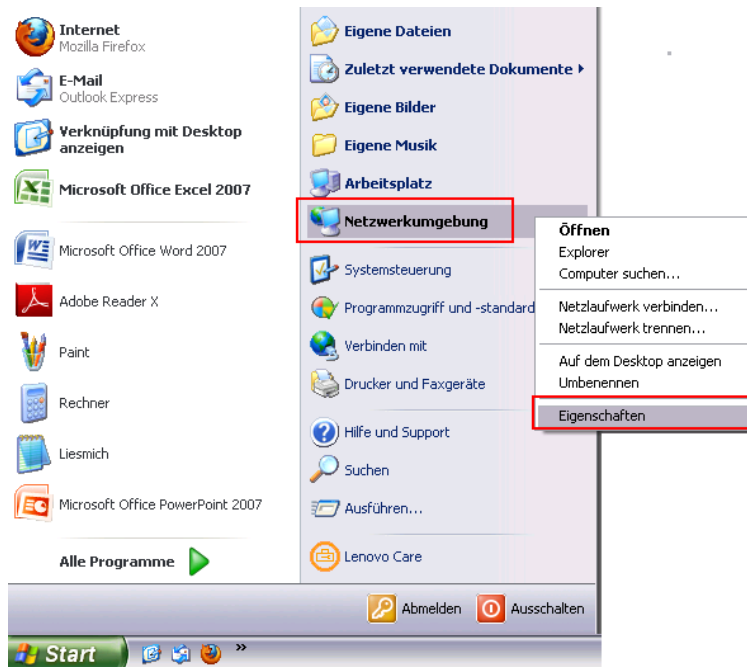 Internet
Mozilla Firefox
E-Mail
Outlook Express
Verknüpfung mit Desktop
anzeigen
Microsoft Office Excel 2007
Microsoft Office Word 2007
Adobe Reader X
Paint
Rechner
Liesmich
Microsoft Office PowerPoint 2007
Alle Programme
Eigene Dateien
Zuletzt verwendete Dokumente
Eigene Bilder
Eigene Musik
Arbeitsplatz
Netzwerkumgebung
Systemsteuerung
Programmzugriff und -standard
Verbinden mit
Drucker und Faxgeräte
Hilfe und Support
Suchen
Ausführen...
Lenovo Care
Öffnen
Explorer
Computer suchen...
Netzlaufwerk verbinden...
Netzlaufwerk trennen...
Auf dem Desktop anzeigen
Umbenennen
Eigenschaften
Abmelden
Ausschalten
Start »